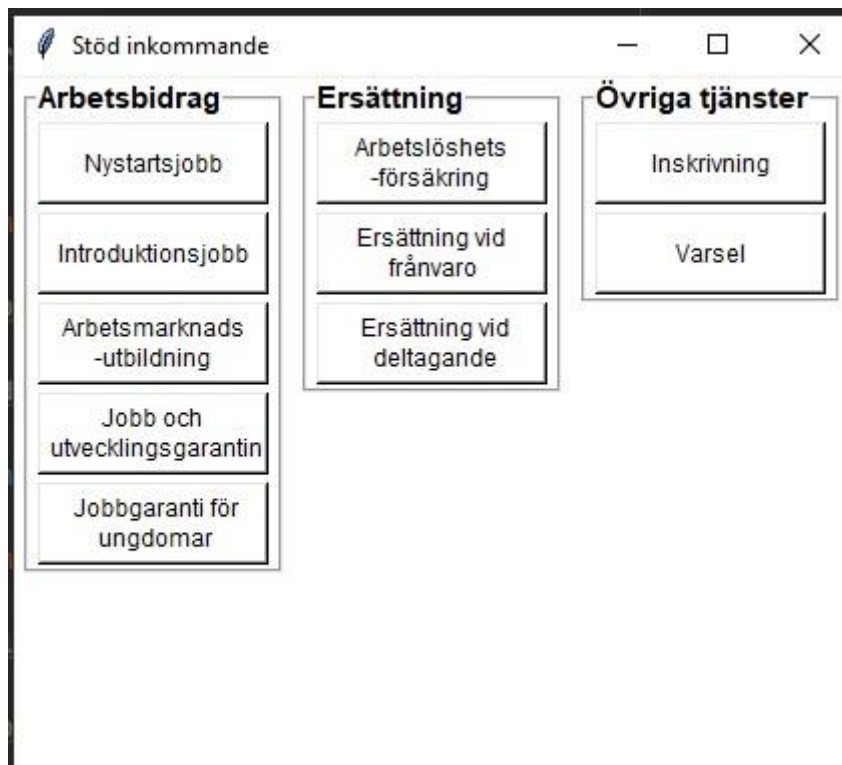 Stöd inkommande
Arbetsbidrag
Nystartsjobb
Introduktionsjobb
Arbetsmarknads
-utbildning
Jobb och
utvecklingsgarantin
Jobbgaranti för
ungdomar
Ersättning
Arbetslöshets
-försäkring
Ersättning vid
frånvaro
Ersättning vid
deltagande
Övriga tjänster
Inskrivning
Varsel